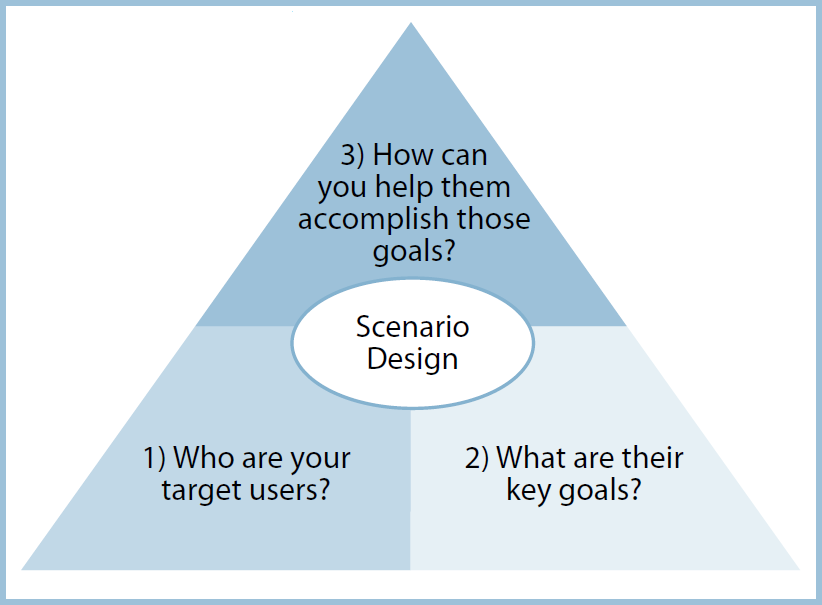 3) How can
you help them
accomplish those
goals?
Scenario
Design
1) Who are your
target users?
2) What are their
key goals?